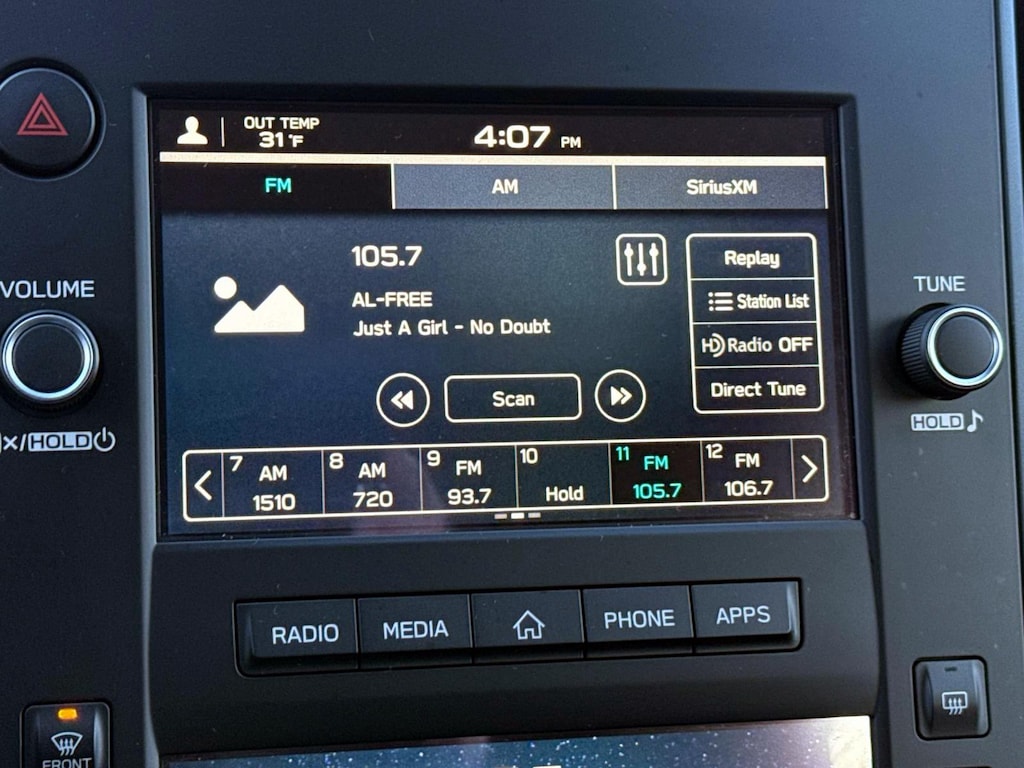 OUT TEMP
31°F
4:07 PM
FM
AM
SiriusXM
105.7
AL-FREE
Just A Girl - No Doubt
Replay
Station List
HD Radio OFF
Direct Tune
Scan
7 AM 1510
8 AM 720
9 FM 93.7
10 Hold
11 FM 105.7
12 FM 106.7
VOLUME
/HOLD
TUNE
HOLD
RADIO
MEDIA
PHONE
APPS
FRONT